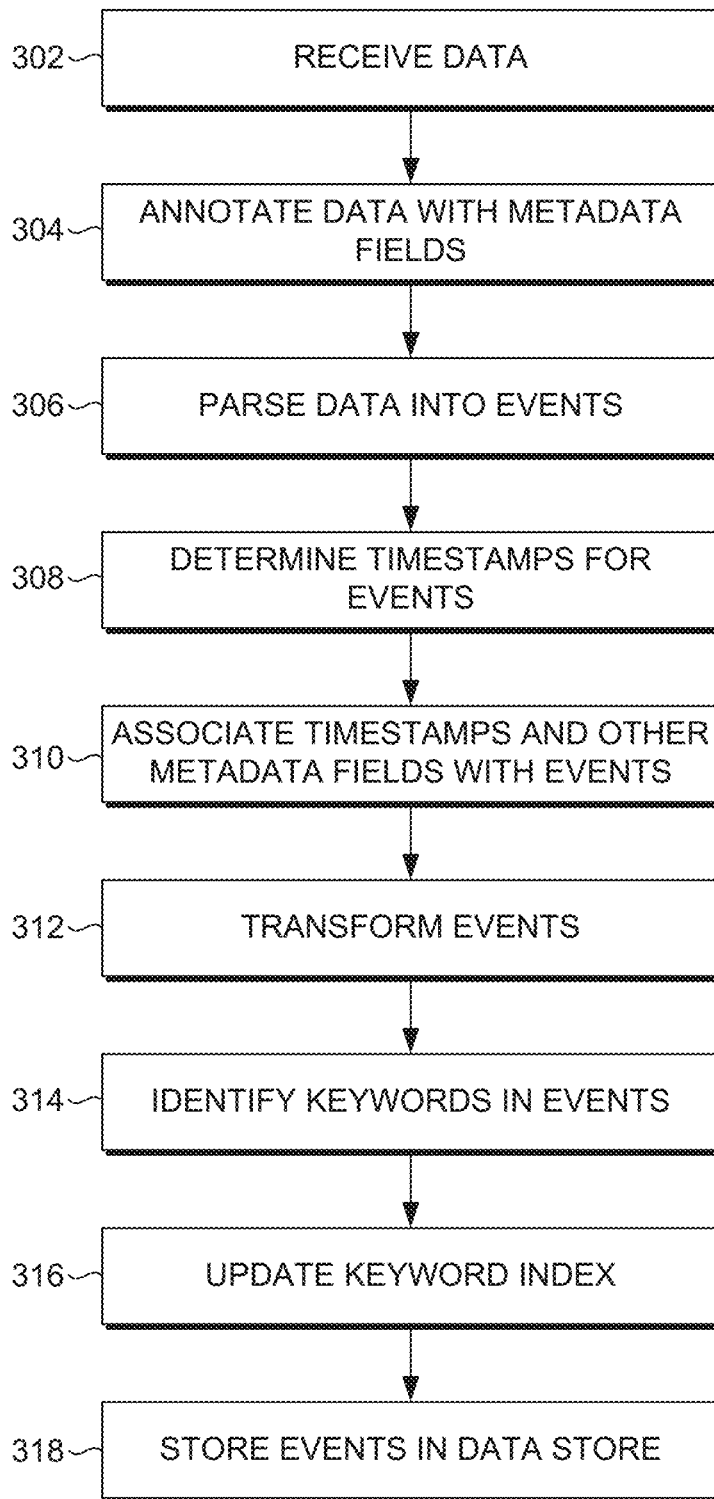 302
RECEIVE DATA
304
ANNOTATE DATA WITH METADATA
FIELDS
306
PARSE DATA INTO EVENTS
308
DETERMINE TIMESTAMPS FOR
EVENTS
310
ASSOCIATE TIMESTAMPS AND OTHER
METADATA FIELDS WITH EVENTS
312
TRANSFORM EVENTS
314
IDENTIFY KEYWORDS IN EVENTS
316
UPDATE KEYWORD INDEX
318
STORE EVENTS IN DATA STORE